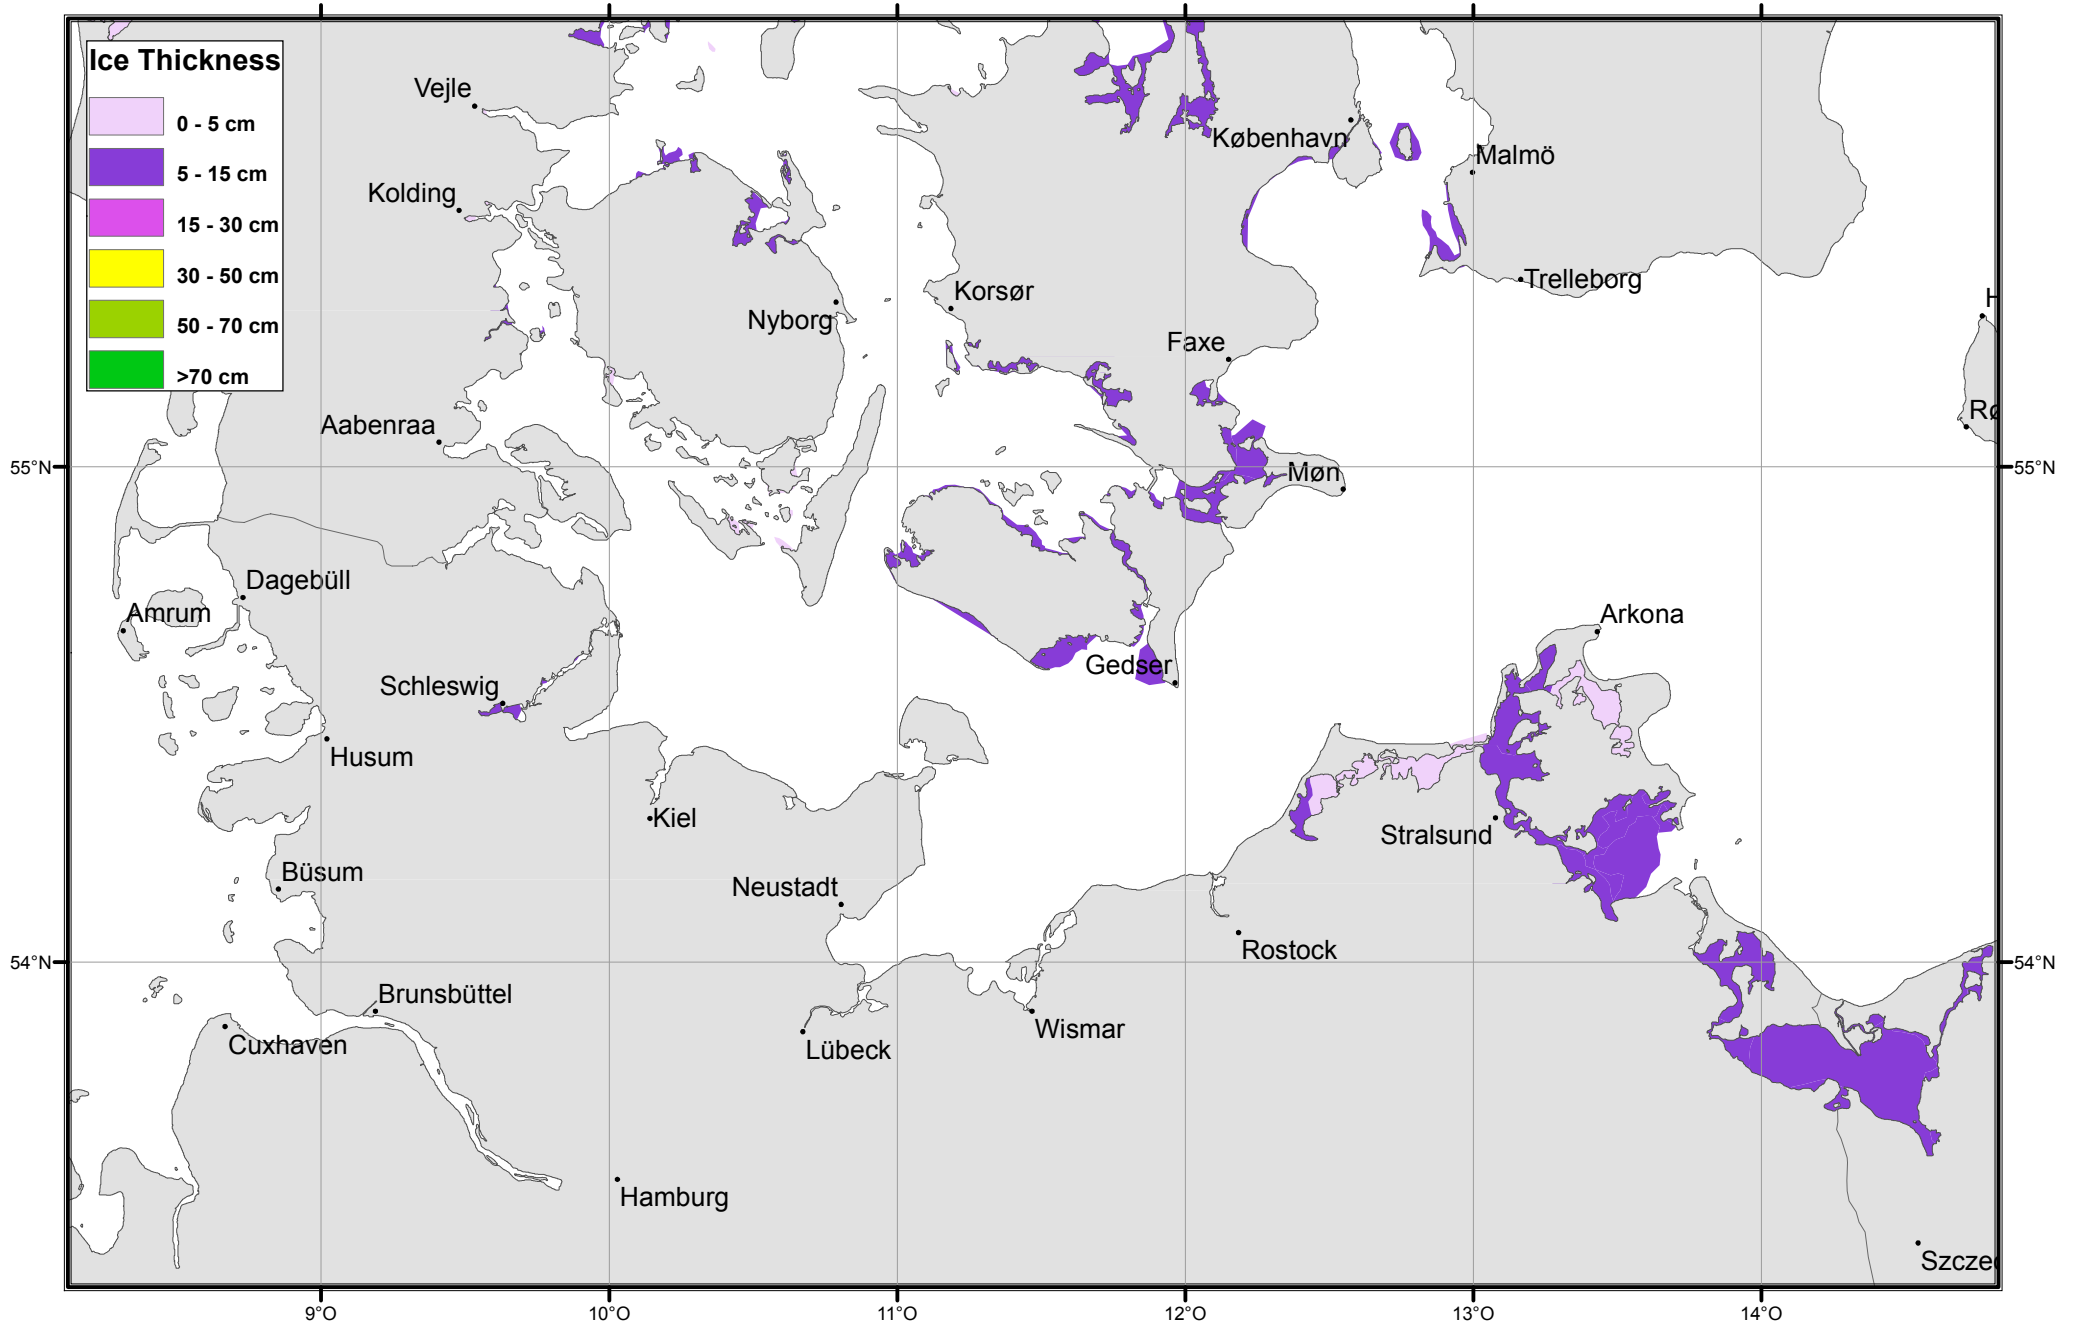 Ice Thickness
0 - 5 cm
5 - 15 cm
15 - 30 cm
30 - 50 cm
50 - 70 cm
>70 cm
Vejle
København
Malmö
Kolding
Trelleborg
Korsør
H
Nyborg
Faxe
Rø
Aabenraa
55°N
Møn
55°N
Dagebüll
Amrum
Arkona
Gedser
Schleswig
Husum
Kiel
Stralsund
Büsum
Neustadt
Rostock
54°N
54°N
Brunsbüttel
Wismar
Cuxhaven
Lübeck
Hamburg
Szczec
9°O
10°O
11°O
12°O
13°O
14°O